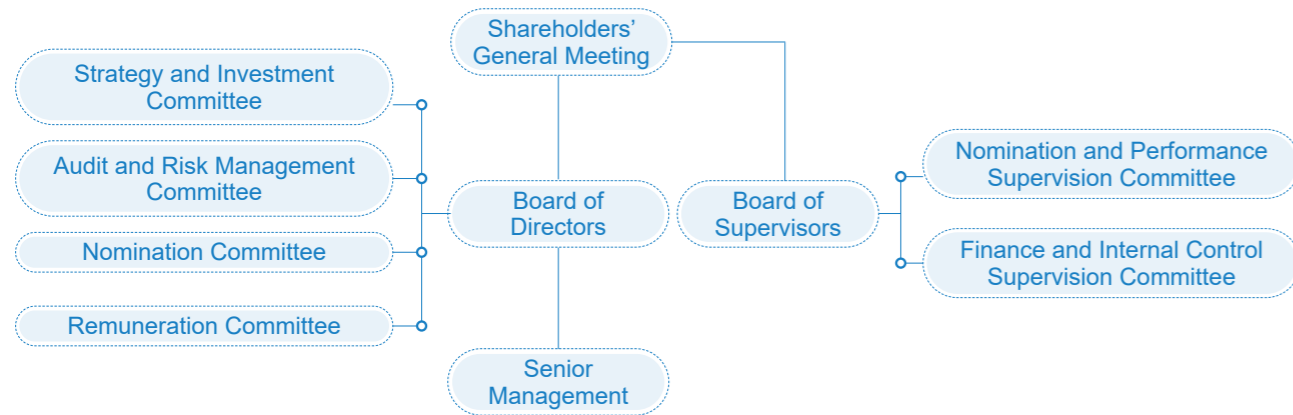 Shareholders’
General Meeting
Strategy and Investment
Committee
Audit and Risk Management
Committee
Nomination Committee
Remuneration Committee
Board of
Directors
Board of
Supervisors
Nomination and Performance
Supervision Committee
Finance and Internal Control
Supervision Committee
Senior
Management